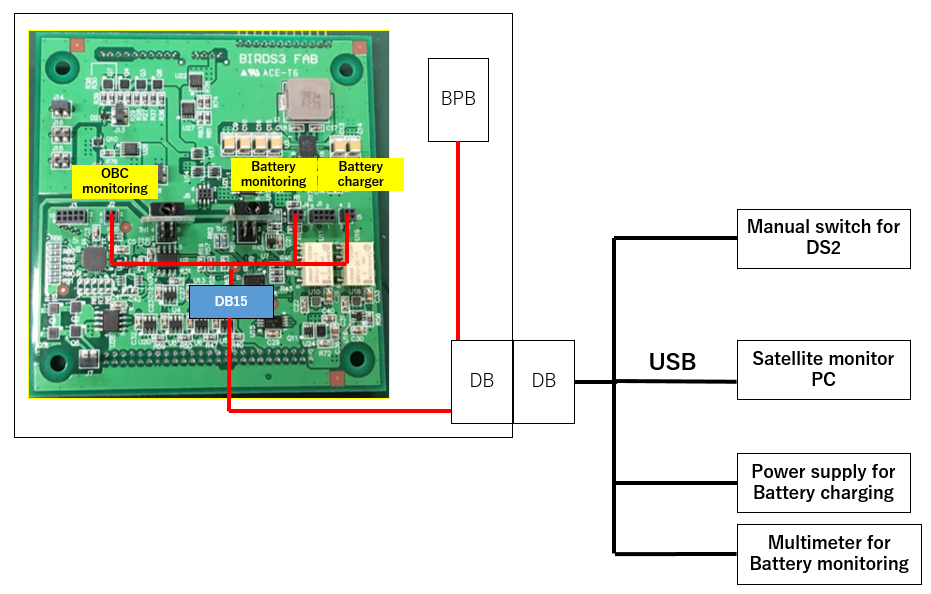 BIRDS3 FAB
ACE-T6
OBC
monitoring
Battery
monitoring
Battery
charger
DB15
BPB
DB
DB
USB
Manual switch for
DS2
Satellite monitor
PC
Power supply for
Battery charging
Multimeter for
Battery monitoring